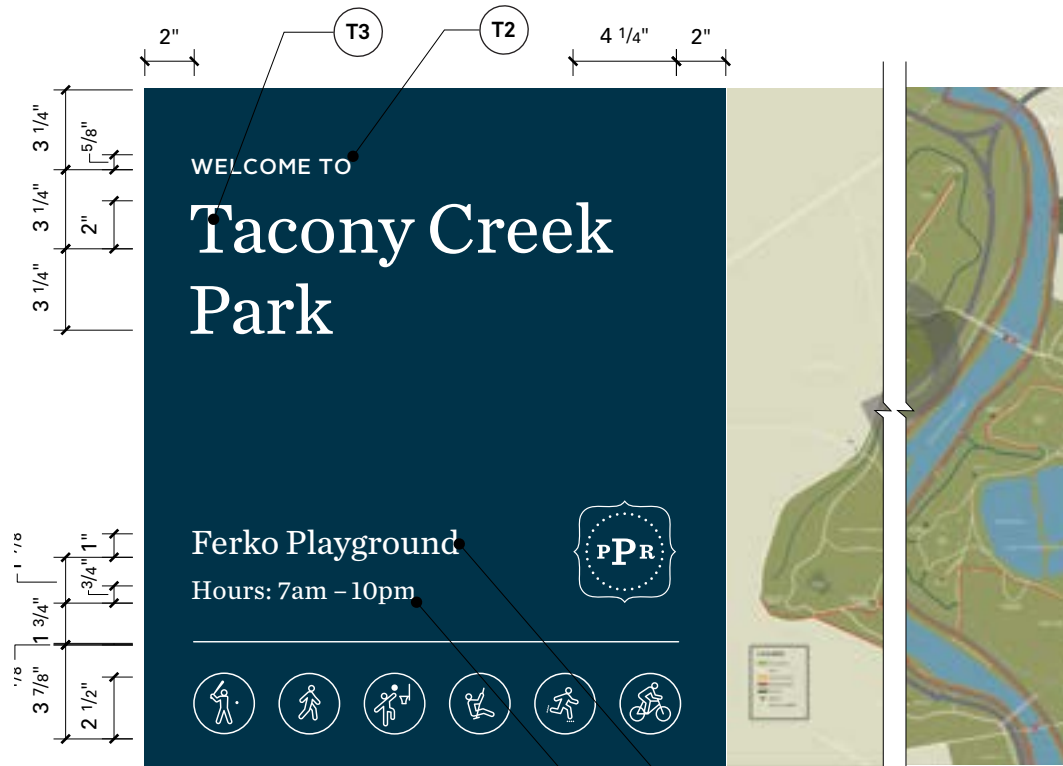 2"
T3
T2
4 1/4"
2"
3 1/4"
5/8"
3 1/4"
2"
3 1/4"
WELCOME TO
Tacony Creek
Park
1"
3/4"
1 3/4"
3 7/8"
2 1/2"
Ferko Playground
Hours: 7am – 10pm
PPR